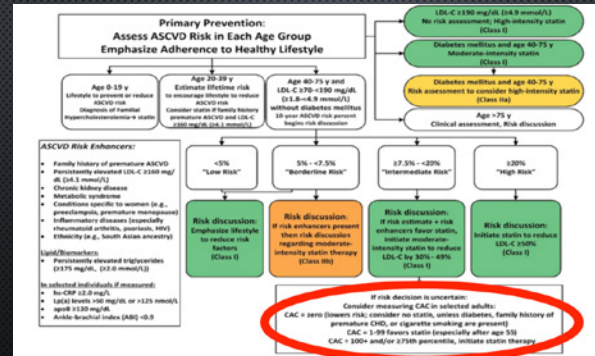 Primary Prevention:
Assess ASCVD Risk in Each Age Group
Emphasize Adherence to Healthy Lifestyle
LDL-C ≥190 mg/dL (≥4.9 mmol/L)
No risk assessment; High-intensity statin
(Class I)
Diabetes mellitus and age 40-75 y
Moderate-intensity statin
(Class I)
Diabetes mellitus and age 40-75 y
Risk assessment to consider high-intensity statin
(Class IIa)
Age >75 y
Clinical assessment, Risk discussion
Age 0-19 y
Lifestyle to prevent or reduce
ASCVD risk
Diagnosis of Familial
Hypercholesterolemia→ statin
Age 20-39 y
Estimate lifetime risk
to encourage lifestyle to reduce
ASCVD risk
Consider statin if family history
premature ASCVD and LDL-C
≥160 mg/dL (≥4.1 mmol/L)
Age 40-75 y and
LDL-C ≥70-<190 mg/dL
(≥1.8-<4.9 mmol/L)
without diabetes mellitus
10-year ASCVD risk percent
begins risk discussion
<5%
"Low Risk"
5% - <7.5%
"Borderline Risk"
≥7.5% - <20%
"Intermediate Risk"
≥20%
"High Risk"
Risk discussion:
Emphasize lifestyle
to reduce risk
factors
(Class I)
Risk discussion:
If risk enhancers present
then risk discussion
regarding moderate-
intensity statin therapy
(Class IIb)
Risk discussion:
If risk estimate + risk
enhancers favor statin,
initiate moderate-
intensity statin to reduce
LDL-C by 30% - 49%
(Class I)
Risk discussion:
Initiate statin to reduce
LDL-C ≥50%
(Class I)
ASCVD Risk Enhancers:
• Family history of premature ASCVD
• Persistently elevated LDL-C ≥160 mg/
dL (≥4.1 mmol/L)
• Chronic kidney disease
• Metabolic syndrome
• Conditions specific to women (e.g.,
preeclampsia, premature menopause)
• Inflammatory diseases (especially
rheumatoid arthritis, psoriasis, HIV)
• Ethnicity (e.g., South Asian ancestry)
Lipid/Biomarkers:
• Persistently elevated triglycerides
(≥175 mg/dL, (≥2.0 mmol/L))
In selected individuals if measured:
• hs-CRP ≥2.0 mg/L
• Lp(a) levels >50 mg/dL or >125 nmol/L
• apoB ≥130 mg/dL
• Ankle-brachial index (ABI) <0.9
If risk decision is uncertain:
Consider measuring CAC in selected adults:
CAC = zero (lowers risk; consider no statin, unless diabetes, family history of
premature CHD, or cigarette smoking are present)
CAC = 1-99 favors statin (especially after age 55)
CAC = 100+ and/or ≥75th percentile, initiate statin therapy